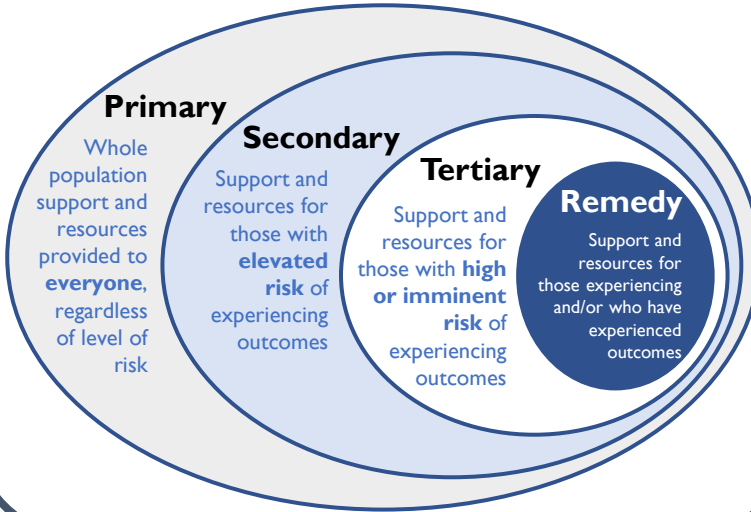 Primary
Whole
population
support and
resources
provided to
everyone,
regardless
of level of
risk
Secondary
Support and
resources for
those with
elevated
risk of
experiencing
outcomes
Tertiary
Support and
resources for
those with high
or imminent
risk of
experiencing
outcomes
Remedy
Support and
resources for
those experiencing
and/or who have
experienced
outcomes